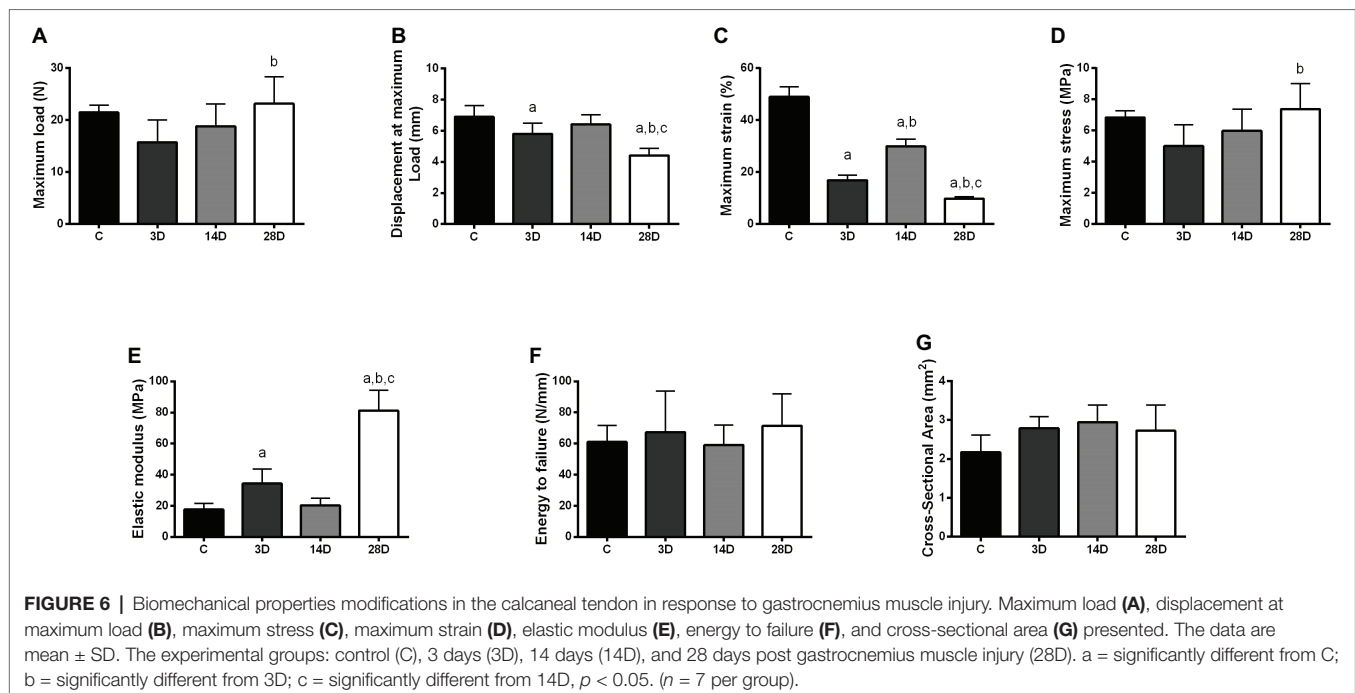 A
Maximum load (N)
30
20
10
0
b
C 3D 14D 28D
B
Displacement at maximum
Load (mm)
10
8
6
4
2
0
a
a,b,c
C 3D 14D 28D
C
Maximum strain (%)
60
40
20
0
a
a,b
a,b,c
C 3D 14D 28D
D
Maximum stress (MPa)
10
8
6
4
2
0
b
C 3D 14D 28D
E
Elastic modulus (MPa)
100
80
60
40
20
0
a
a,b,c
C 3D 14D 28D
F
Energy to failure (N/mm)
100
80
60
40
20
0
C 3D 14D 28D
G
Cross-Sectional Area (mm²)
4
3
2
1
0
C 3D 14D 28D
FIGURE 6 | Biomechanical properties modifications in the calcaneal tendon in response to gastrocnemius muscle injury. Maximum load (A), displacement at
maximum load (B), maximum stress (C), maximum strain (D), elastic modulus (E), energy to failure (F), and cross-sectional area (G) presented. The data are
mean ± SD. The experimental groups: control (C), 3 days (3D), 14 days (14D), and 28 days post gastrocnemius muscle injury (28D). a = significantly different from C;
b = significantly different from 3D; c = significantly different from 14D, p < 0.05. (n = 7 per group).